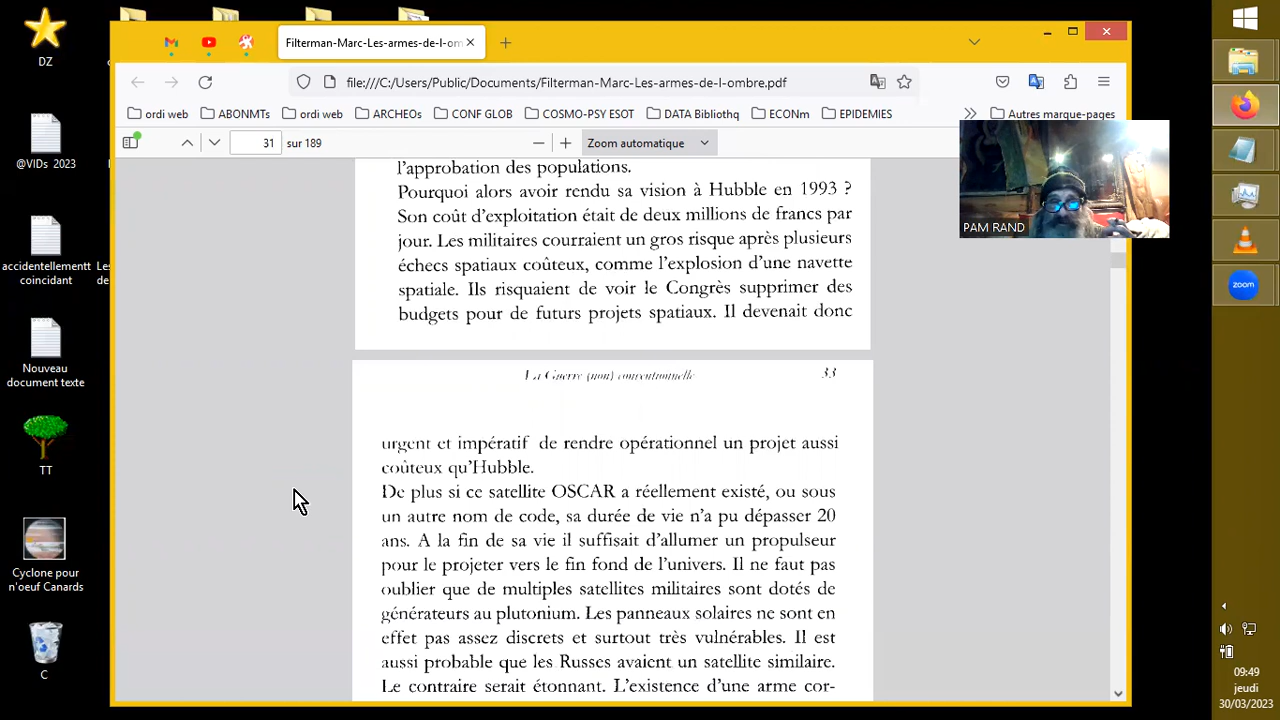 DZ
@VIDs 2023
accidentellementt
coincidant
Nouveau
document texte
TT
Cyclone pour
n'oeuf Canards
C
Filterman-Marc-Les-armes-de-l-om
file:///C:/Users/Public/Documents/Filterman-Marc-Les-armes-de-l-ombre.pdf
ordi web
ABONMTs
ordi web
ARCHEOs
CONF GLOB
COSMO-PSY ESOT
DATA Bibliothq
ECONm
EPIDEMIES
Autres marque-pages
31 sur 189
Zoom automatique
l'approbation des populations.
Pourquoi alors avoir rendu sa vision à Hubble en 1993 ?
Son coût d'exploitation était de deux millions de francs par
jour. Les militaires courraient un gros risque après plusieurs
échecs spatiaux couteux, comme l'explosion d'une navette
spatiale. Ils risquaient de voir le Congrès supprimer des
budgets pour de futurs projets spatiaux. Il devenait donc
La Guerre (non) conventionnelle 33
urgent et impératif de rendre opérationnel un projet aussi
coûteux qu'Hubble.
De plus si ce satellite OSCAR a réellement existé, ou sous
un autre nom de code, sa durée de vie n'a pu dépasser 20
ans. A la fin de sa vie il suffisait d'allumer un propulseur
pour le projeter vers le fin fond de l'univers. Il ne faut pas
oublier que de multiples satellites militaires sont dotés de
générateurs au plutonium. Les panneaux solaires ne sont en
effet pas assez discrets et surtout très vulnérables. Il est
aussi probable que les Russes avaient un satellite similaire.
Le contraire serait étonnant. L'existence d'une arme cor-
PAM RAND
zoom
09:49
jeudi
30/03/2023